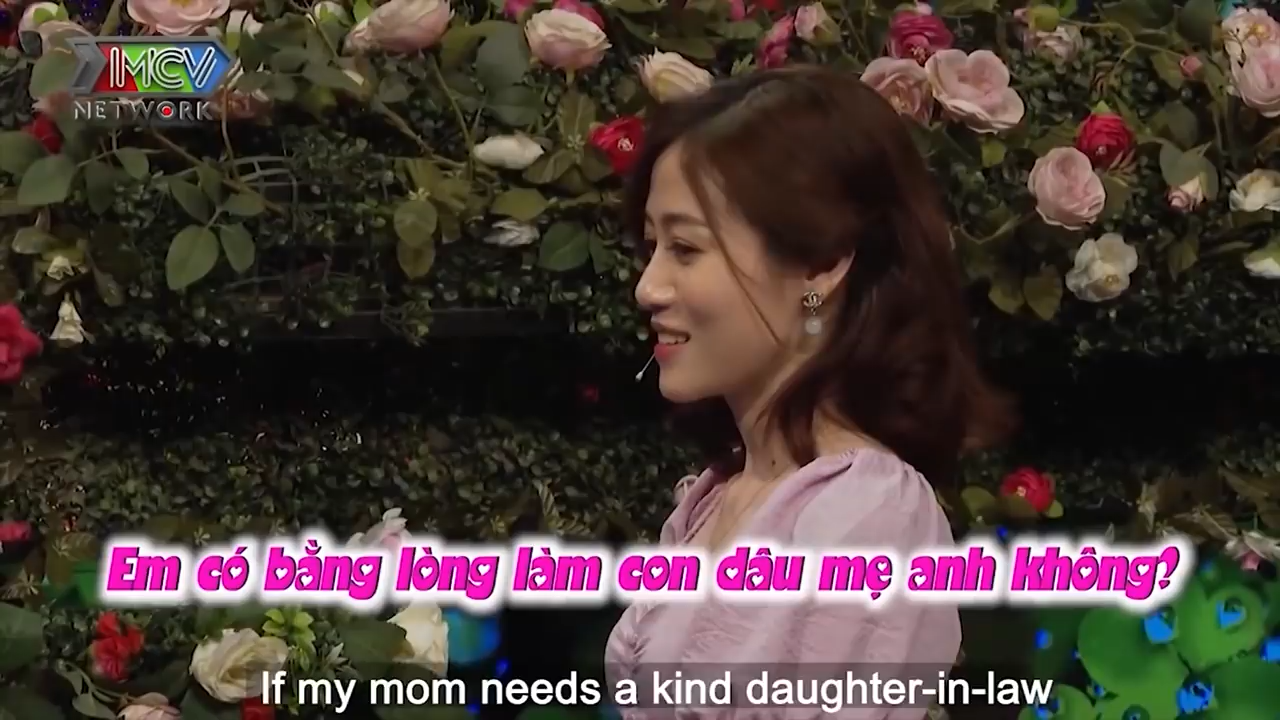 MCV
NETWORK
Em có bằng lòng làm con dâu mẹ anh không?
If my mom needs a kind daughter-in-law